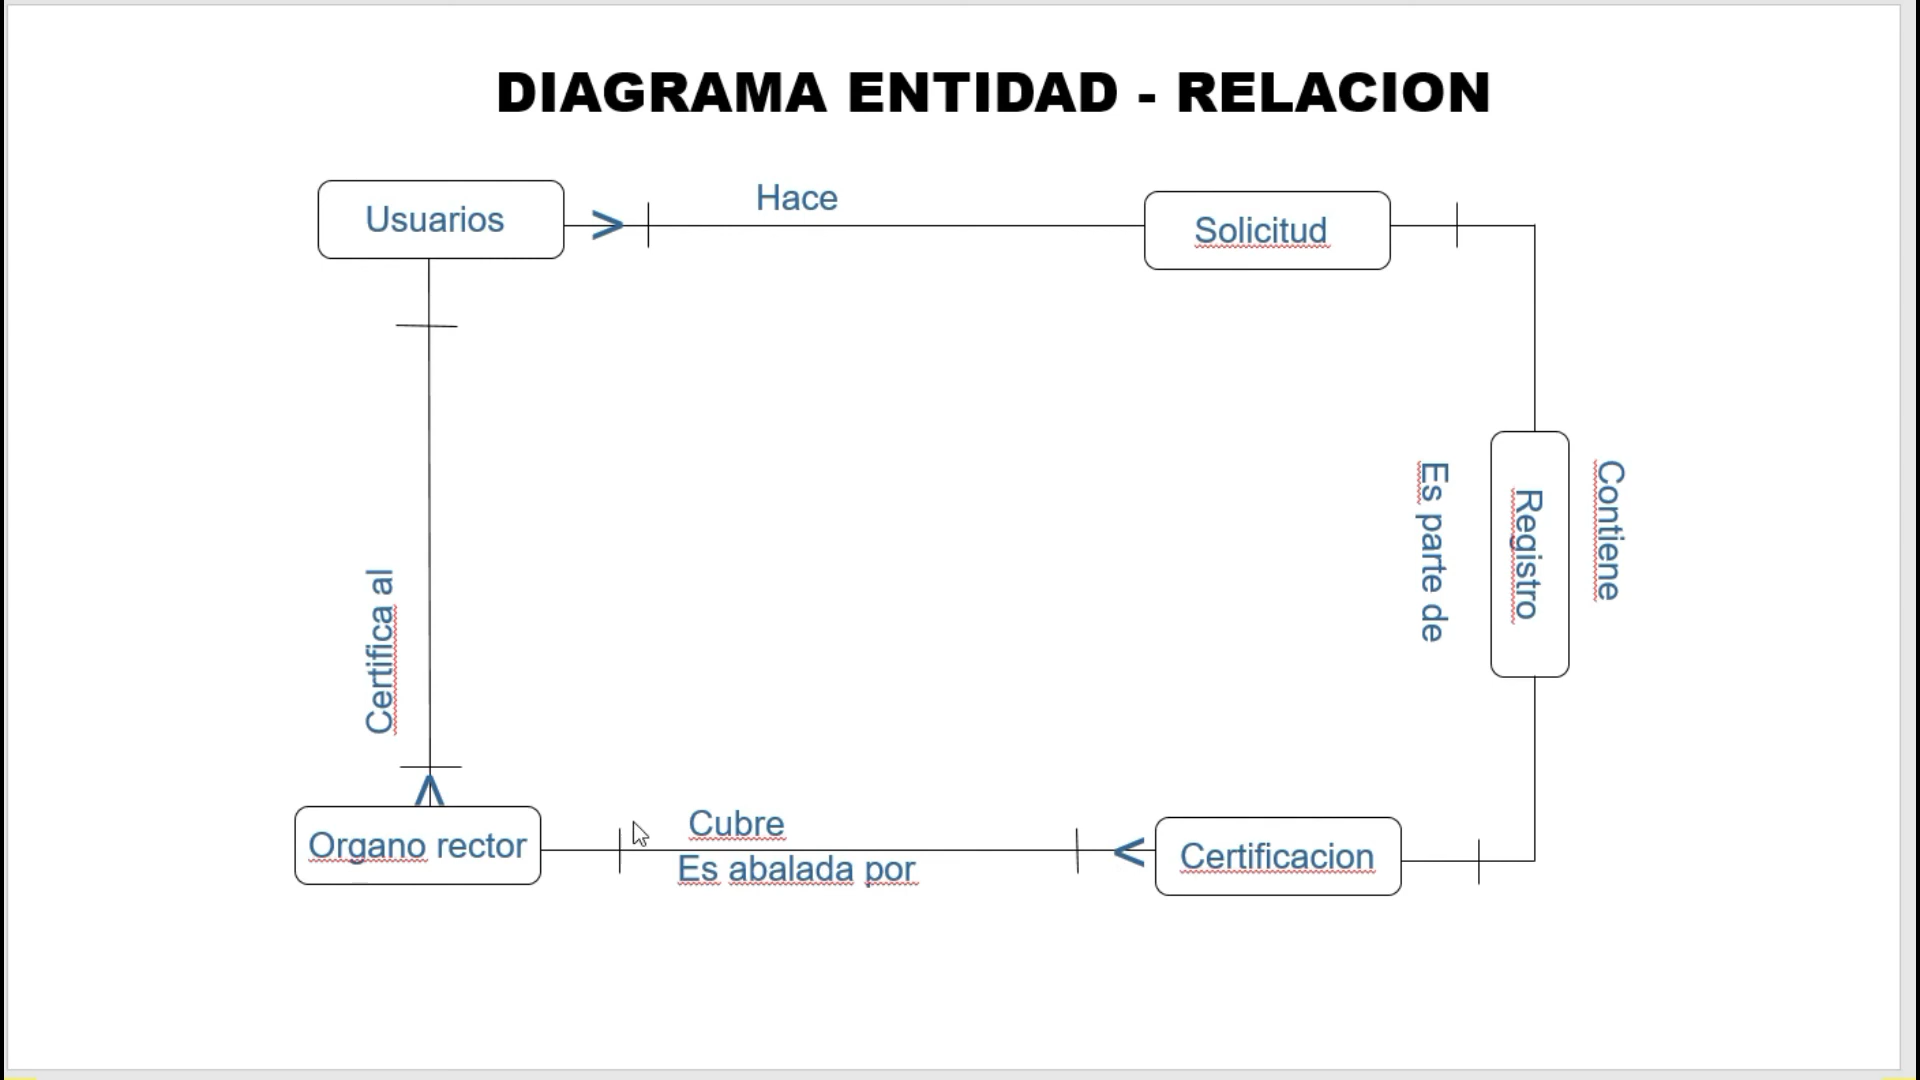 DIAGRAMA ENTIDAD - RELACION
Usuarios
Hace
Solicitud
Es parte de
Registro
Contiene
Certifica al
Organo rector
Cubre
Es abalada por
Certificacion